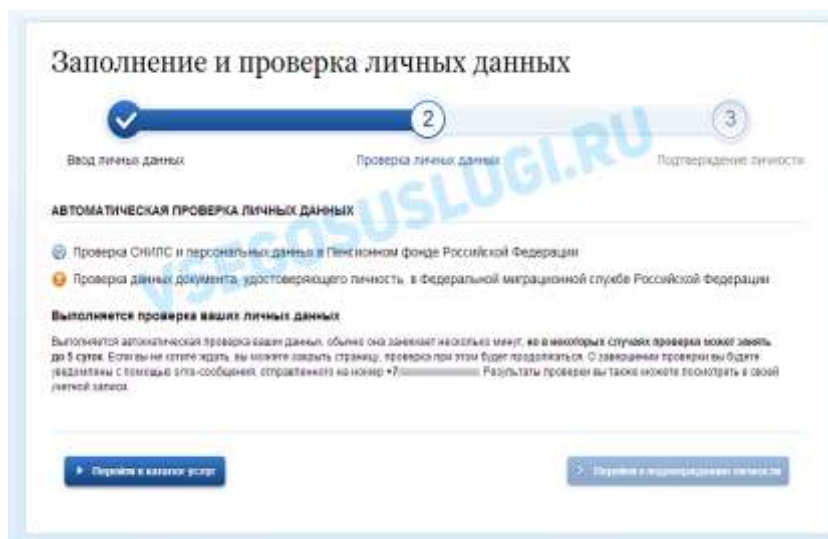 Заполнение и проверка личных данных
2
3
Ввод личных данных
Проверка личных данных
Подтверждение личности
VSEGOSUSLUGI.RU
АВТОМАТИЧЕСКАЯ ПРОВЕРКА ЛИЧНЫХ ДАННЫХ
Проверка СНИЛС и персональных данных в Пенсионном фонде Российской Федерации
Проверка данных документа, удостоверяющего личность, в Федеральной миграционной службе Российской Федерации
Выполняется проверка ваших личных данных
Выполняется автоматическая проверка ваших данных, обычно она занимает несколько минут, но в некоторых случаях проверка может занять
до 5 суток. Если вы не хотите ждать, вы можете закрыть страницу, проверка при этом будет продолжаться. О завершении проверки вы будете
уведомлены с помощью sms-сообщения, отправленного на номер +7 Результаты проверки вы также можете посмотреть в своей
учетной записи.
Перейти в каталог услуг
Перейти к подтверждению личности